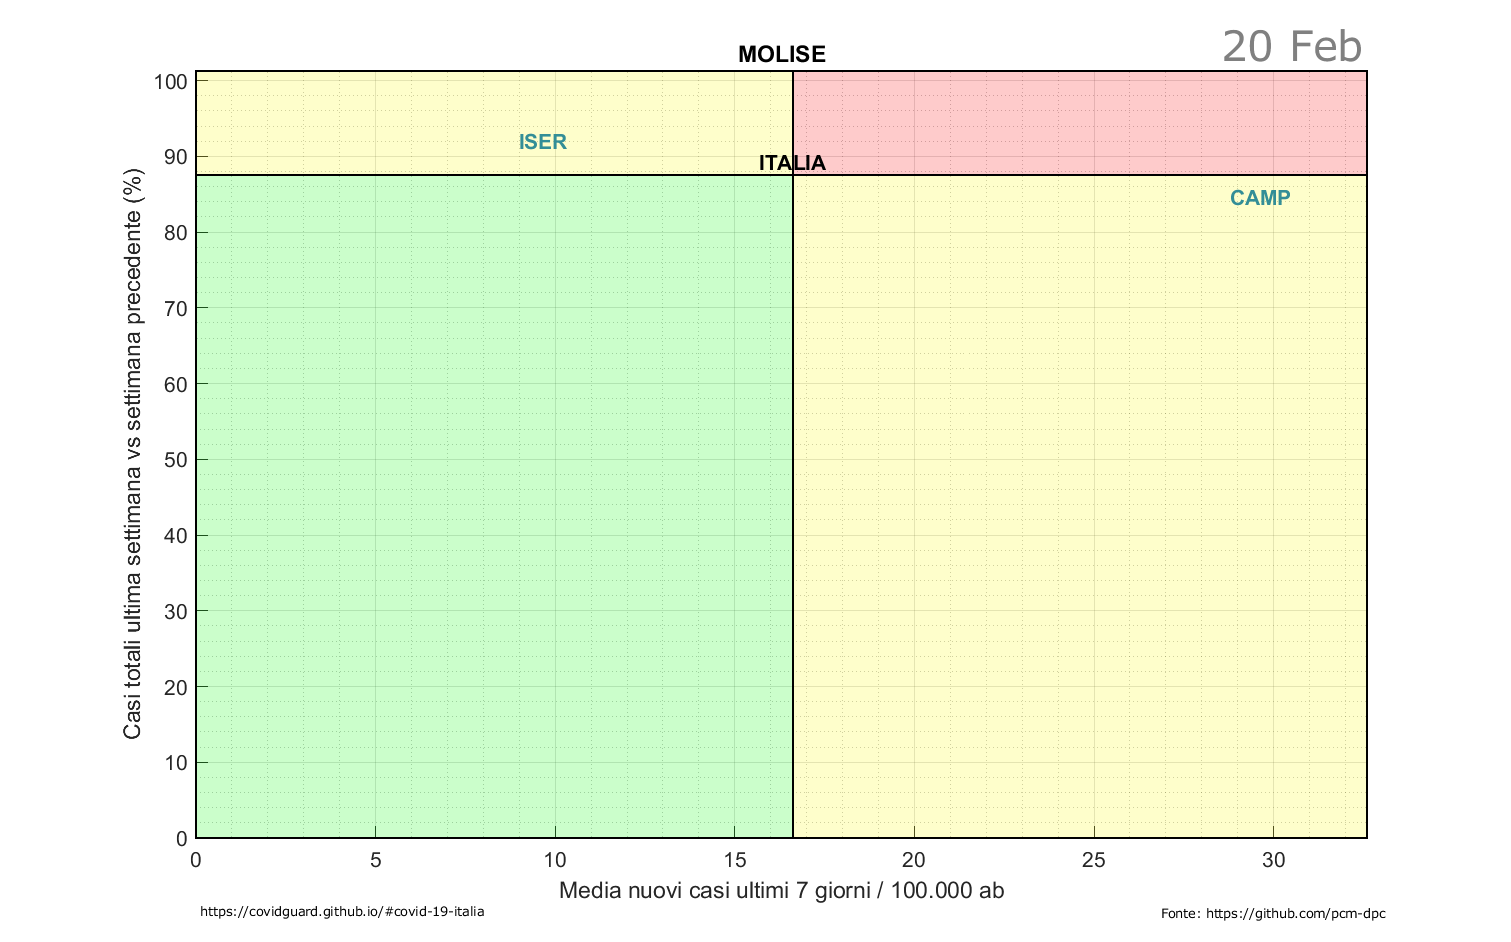 20 Feb
MOLISE
100
90
80
70
60
50
40
30
20
10
0
Casi totali ultima settimana vs settimana precedente (%)
ISER
ITALIA
CAMP
0 5 10 15 20 25 30
Media nuovi casi ultimi 7 giorni / 100.000 ab
https://covidguard.github.io/#covid-19-italia
Fonte: https://github.com/pcm-dpc